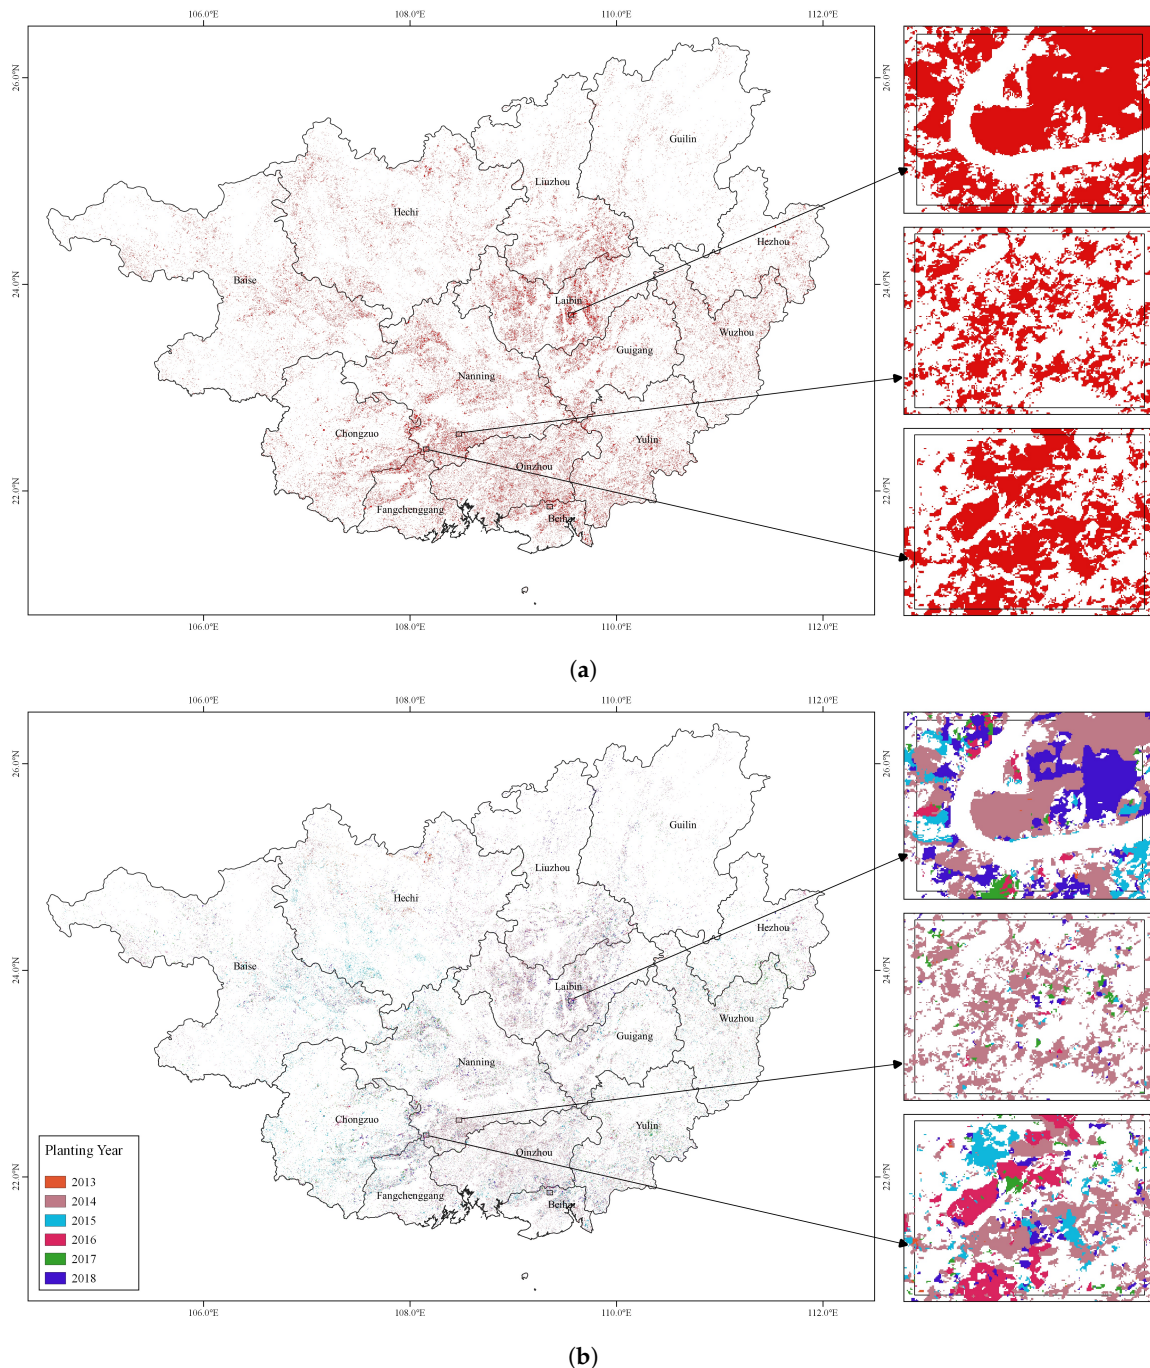 106.0°E 108.0°E 110.0°E 112.0°E
26.0°N 26.0°N
Guilin
Liuzhou
Hechi
Hezhou
24.0°N Baise 24.0°N
Laibin
Wuzhou
Guigang
Nanning
Chongzuo
Yulin
Qinzhou
22.0°N 22.0°N
Fangchenggang
Beihai
106.0°E 108.0°E 110.0°E 112.0°E
(a)
106.0°E 108.0°E 110.0°E 112.0°E
26.0°N 26.0°N
Guilin
Liuzhou
Hechi
Hezhou
24.0°N Baise 24.0°N
Laibin
Wuzhou
Guigang
Nanning
Chongzuo
Yulin
Planting Year
Qinzhou
22.0°N 22.0°N
2013
2014
Fangchenggang
Beihai
2015
2016
2017
2018
106.0°E 108.0°E 110.0°E 112.0°E
(b)